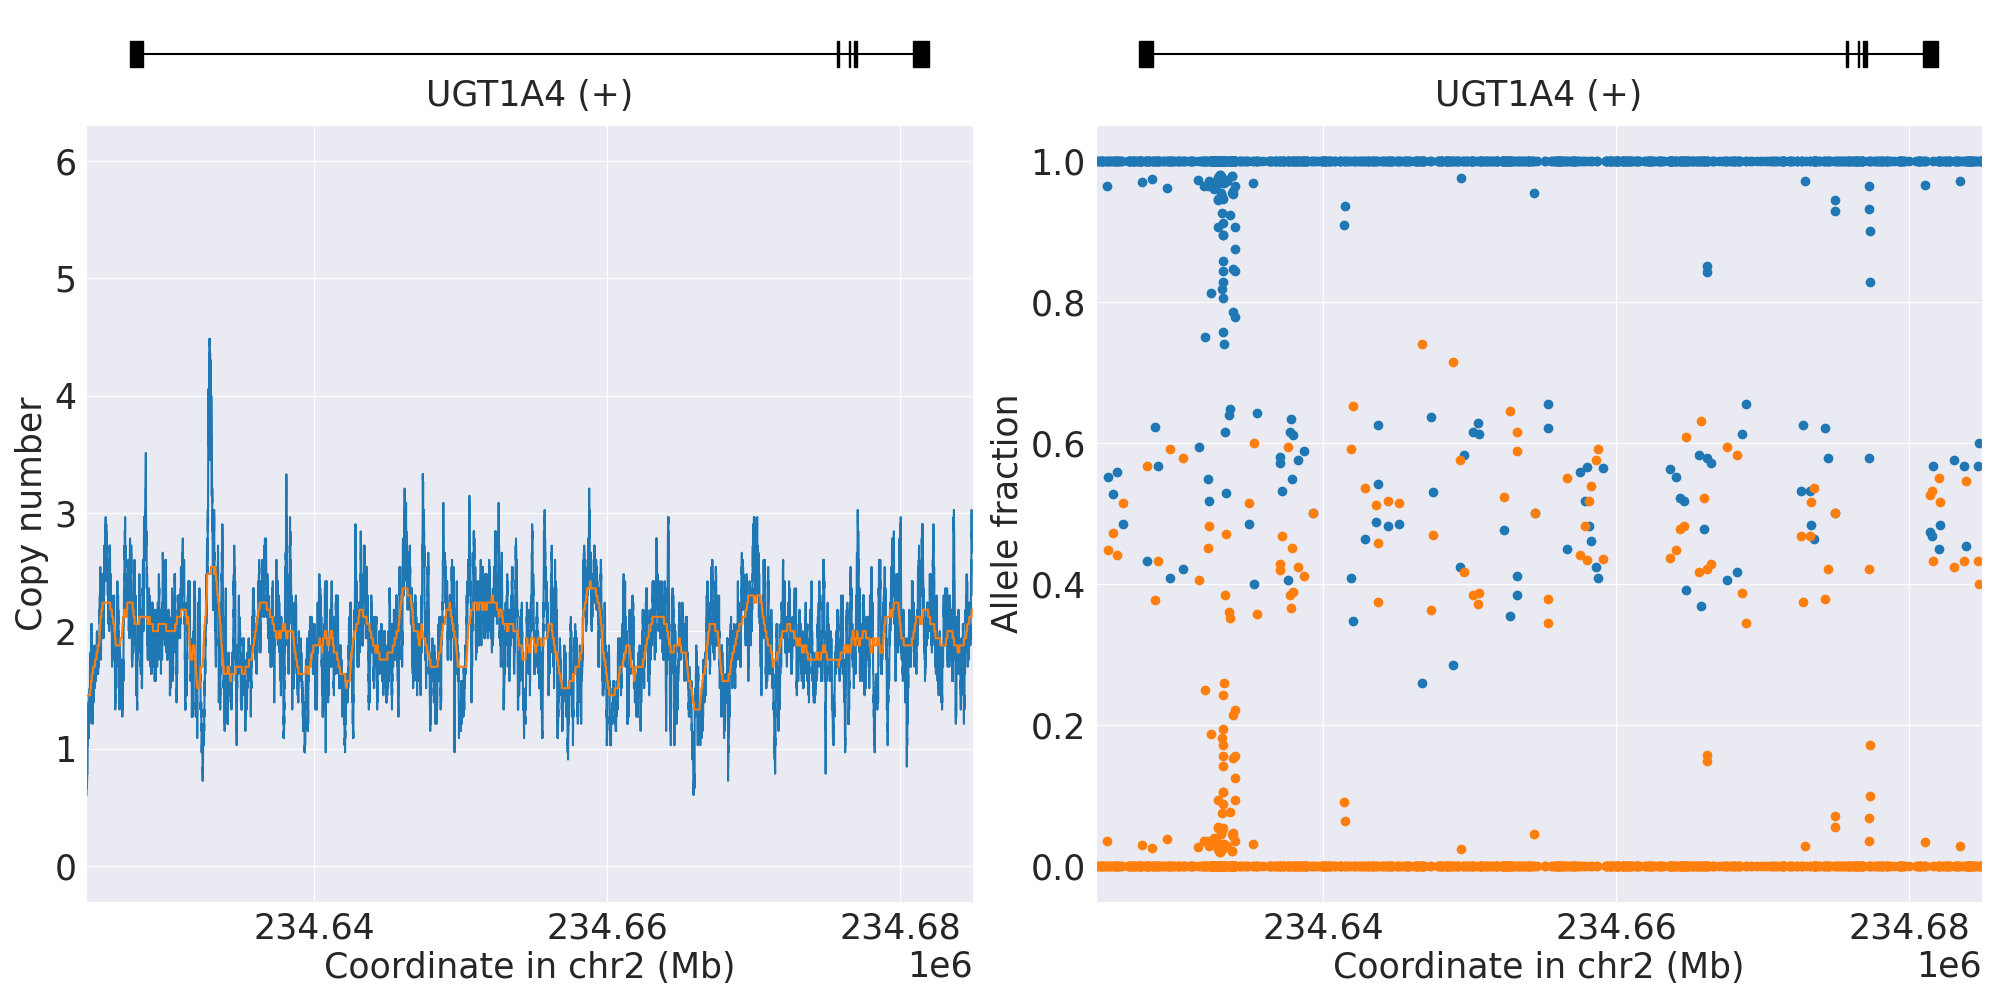 UGT1A4 (+)
6
5
4
3
2
1
0
Copy number
234.64
234.66
234.68
Coordinate in chr2 (Mb)
1e6
UGT1A4 (+)
1.0
0.8
0.6
0.4
0.2
0.0
Allele fraction
234.64
234.66
234.68
Coordinate in chr2 (Mb)
1e6